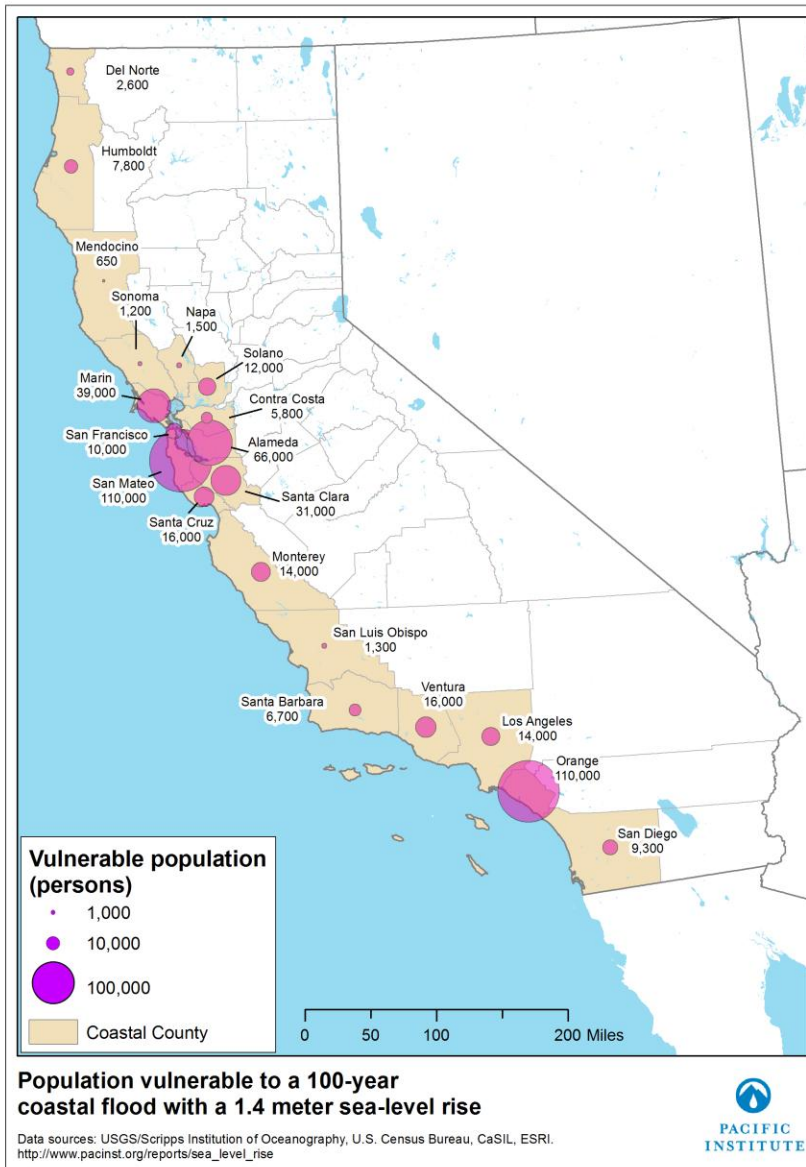 Del Norte
2,600
Humboldt
7,800
Mendocino
650
Sonoma
1,200
Napa
1,500
Solano
12,000
Marin
39,000
Contra Costa
5,800
San Francisco
10,000
Alameda
66,000
San Mateo
110,000
Santa Clara
31,000
Santa Cruz
16,000
Monterey
14,000
San Luis Obispo
1,300
Santa Barbara
6,700
Ventura
16,000
Los Angeles
14,000
Orange
110,000
San Diego
9,300
Vulnerable population
(persons)
1,000
10,000
100,000
Coastal County
0 50 100 200 Miles
Population vulnerable to a 100-year
coastal flood with a 1.4 meter sea-level rise
Data sources: USGS/Scripps Institution of Oceanography, U.S. Census Bureau, CaSIL, ESRI.
http://www.pacinst.org/reports/sea_level_rise
PACIFIC
INSTITUTE